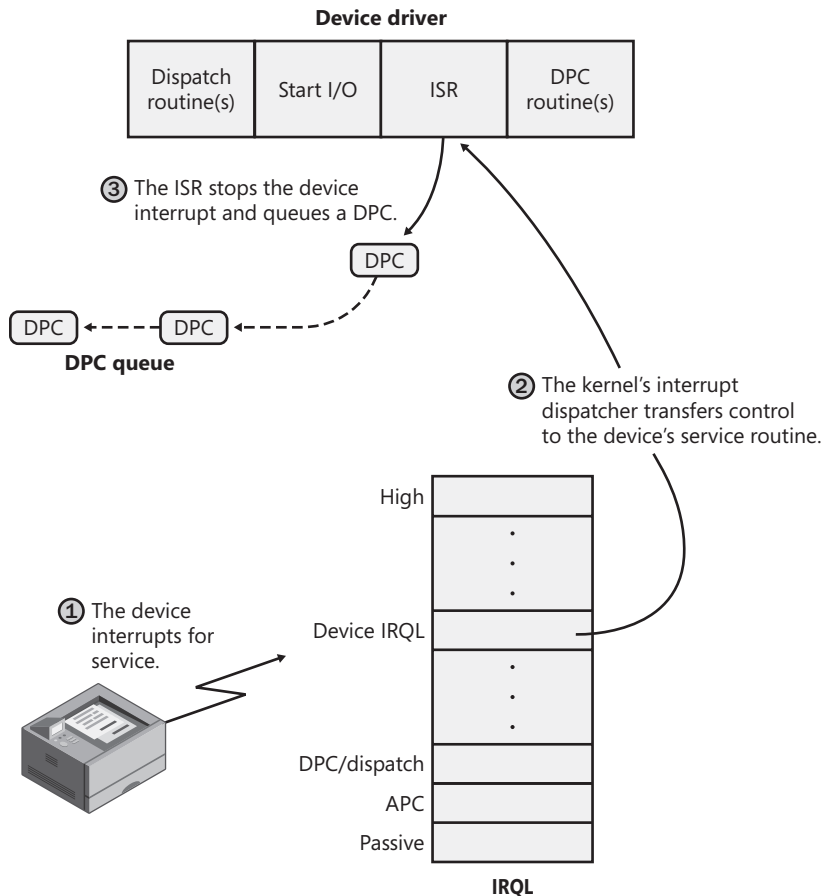 Device driver
Dispatch
routine(s)
Start I/O
ISR
DPC
routine(s)
3 The ISR stops the device
interrupt and queues a DPC.
DPC
DPC
DPC
DPC queue
2 The kernel’s interrupt
dispatcher transfers control
to the device’s service routine.
High
1 The device
interrupts for
service.
Device IRQL
DPC/dispatch
APC
Passive
IRQL